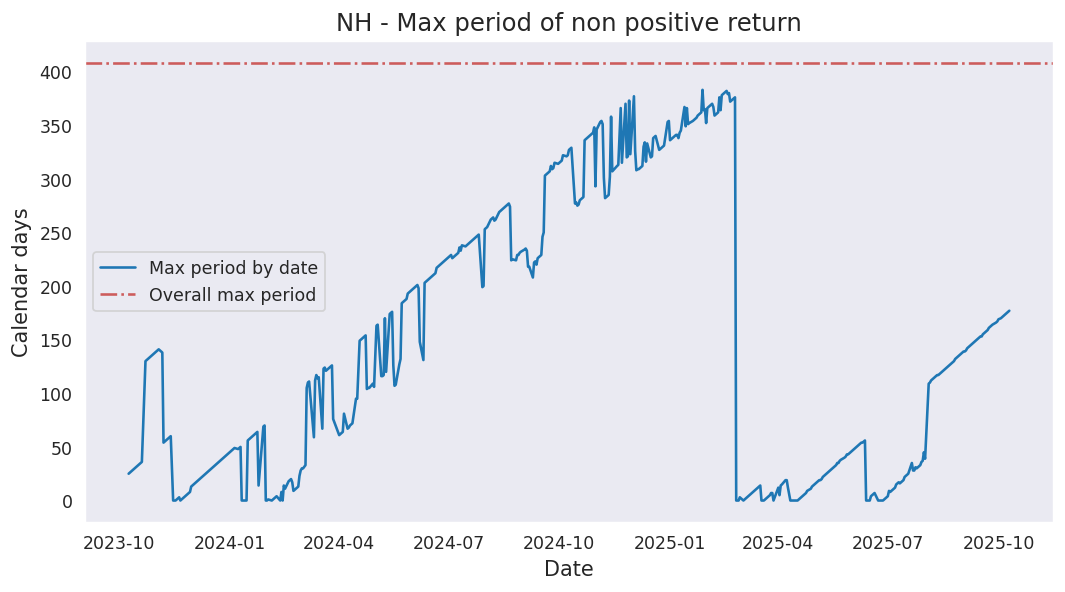 NH - Max period of non positive return
Calendar days
400
350
300
250
200
150
100
50
0
Max period by date
Overall max period
2023-10 2024-01 2024-04 2024-07 2024-10 2025-01 2025-04 2025-07 2025-10
Date